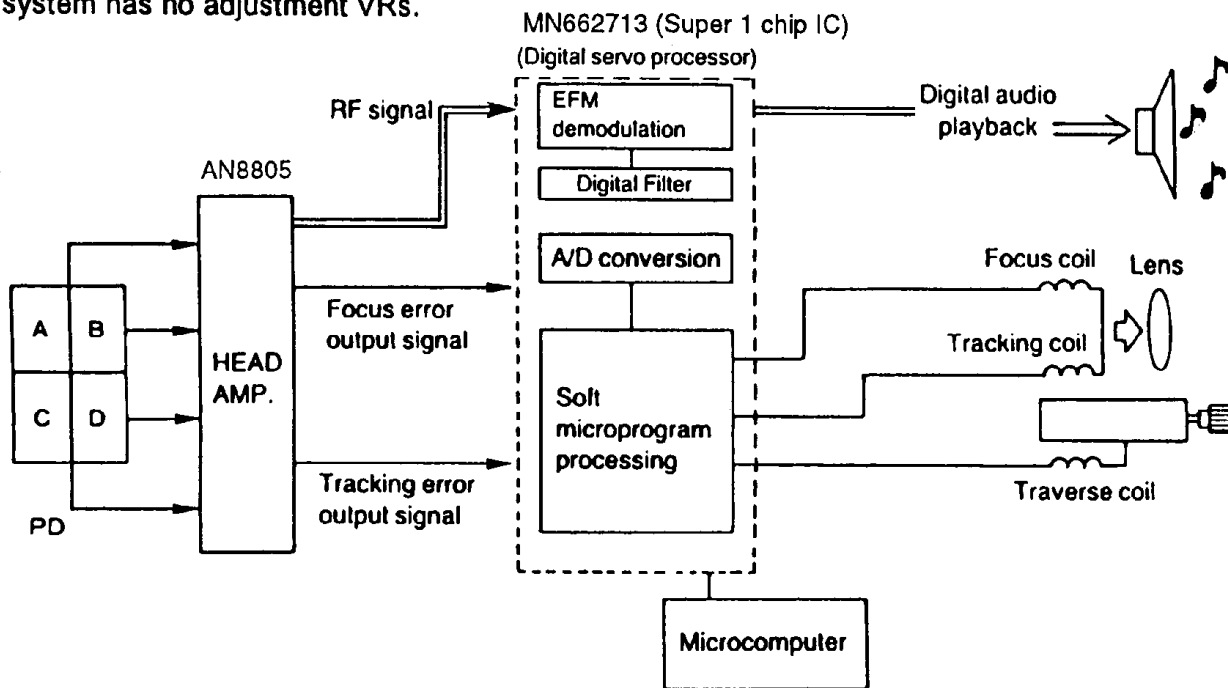 system has no adjustment VRs.
MN662713 (Super 1 chip IC)
(Digital servo processor)
RF signal
EFM
demodulation
Digital Filter
Digital audio
playback
AN8805
A/D conversion
Focus coil
Lens
Focus error
output signal
A
B
C
D
HEAD
AMP.
Tracking coil
Soft
microprogram
processing
Tracking error
output signal
Traverse coil
PD
Microcomputer